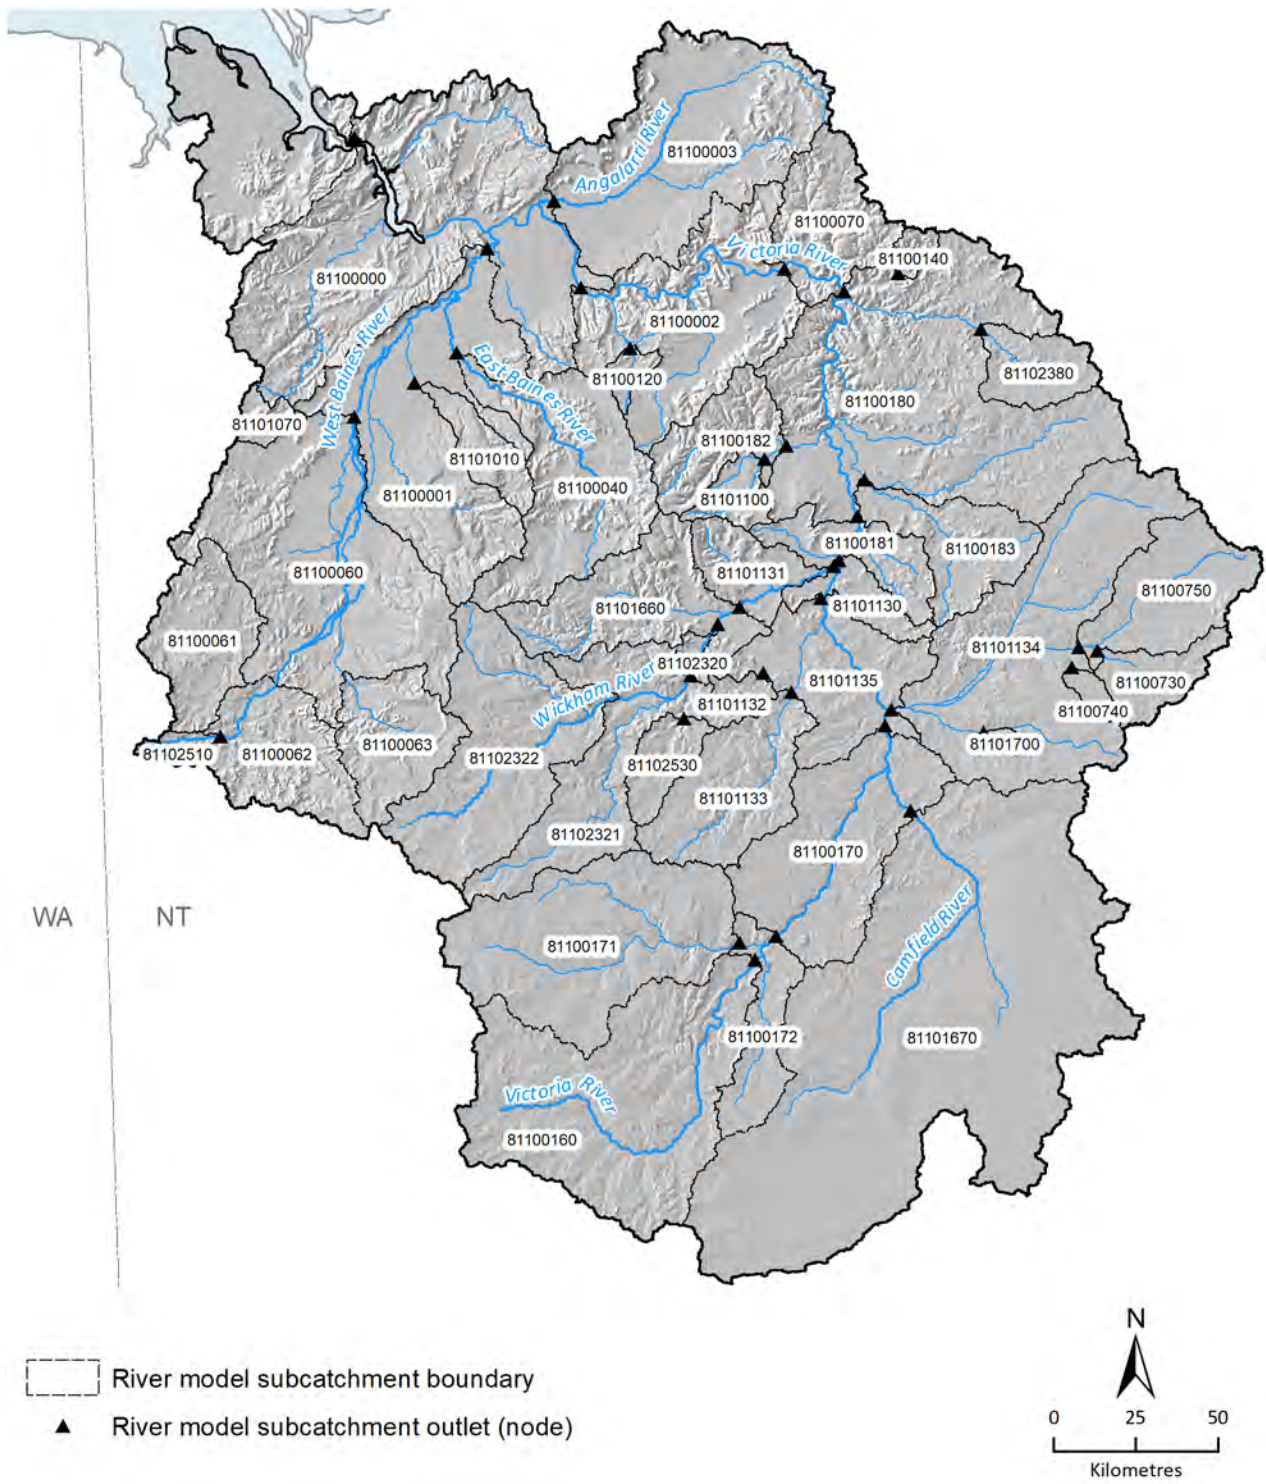 Angalarri River
81100003
81100070
Victoria River
81100140
81100000
81100002
West Baines River
East Baines River
81100120
81102380
81100180
81101070
81100182
81101010
81100040
81100001
81101100
81100181
81100183
81100060
81101131
81100750
81101660
81101130
81100061
81101134
81102320
81101135
81100730
Wickham River
81101132
81100740
81100063
81101700
81102510
81100062
81102322
81102530
81101133
81102321
81100170
WA
NT
Camfield River
81100171
81100172
81101670
Victoria River
81100160
N
River model subcatchment boundary
River model subcatchment outlet (node)
0 25 50
Kilometres